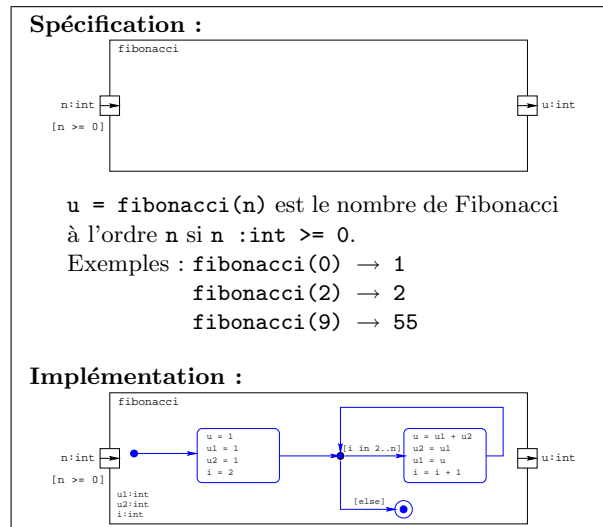 Spécification :
fibonacci
n:int
u:int
[n >= 0]
u = fibonacci(n) est le nombre de Fibonacci
à l'ordre n si n :int >= 0.
Exemples : fibonacci(0) → 1
fibonacci(2) → 2
fibonacci(9) → 55
Implémentation :
fibonacci
n:int
[n >= 0]
u1:int
u2:int
i:int
u = 1
u1 = 1
u2 = 1
i = 2
[i in 2..n]
u = u1 + u2
u2 = u1
u1 = u
i = i + 1
[else]
u:int